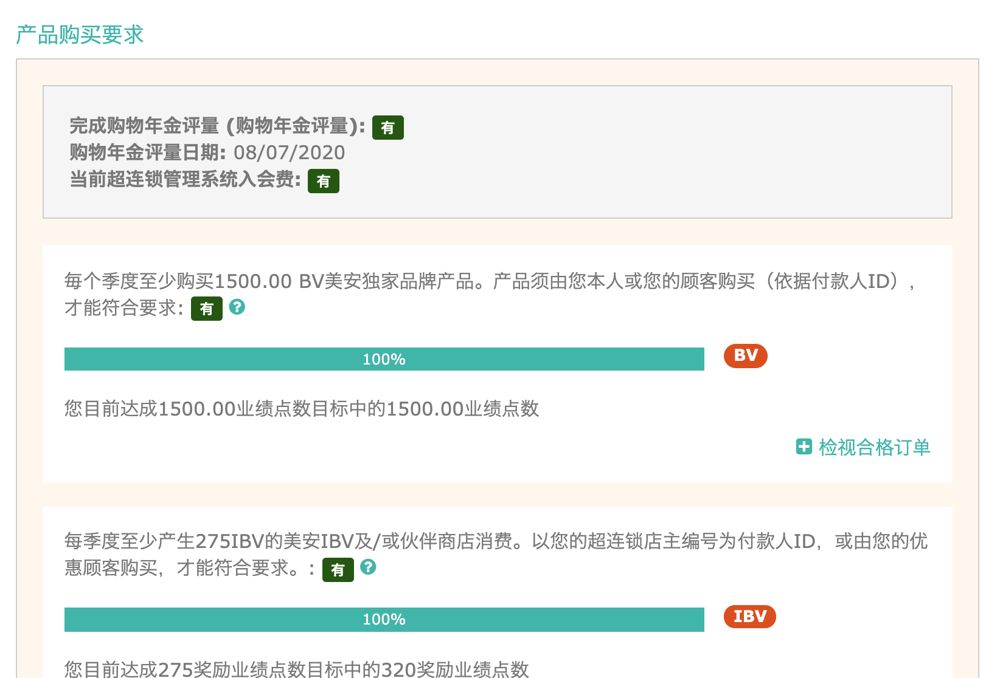 产品购买要求
完成购物年金评量 (购物年金评量): 有
购物年金评量日期: 08/07/2020
当前超连锁管理系统入会费: 有
每个季度至少购买1500.00 BV美安独家品牌产品。产品须由您本人或您的顾客购买（依据付款人ID），
才能符合要求: 有
100%
BV
您目前达成1500.00业绩点数目标中的1500.00业绩点数
检视合格订单
每季度至少产生275IBV的美安IBV及/或伙伴商店消费。以您的超连锁店主编号为付款人ID，或由您的优
惠顾客购买，才能符合要求。: 有
100%
IBV
您目前达成275奖励业绩点数目标中的320奖励业绩点数